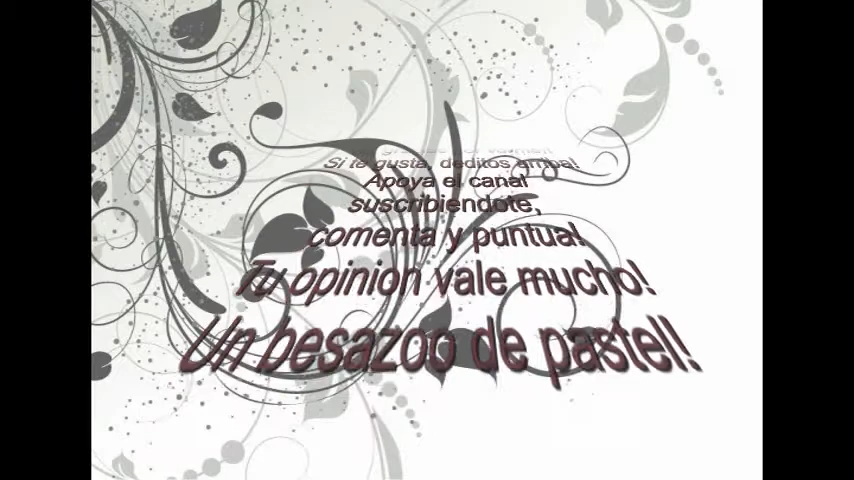 Si te gusta, deditos arriba!
Apoya el canal
suscribiendote,
comenta y puntua!
Tu opinion vale mucho!
Un besazoo de pastel!